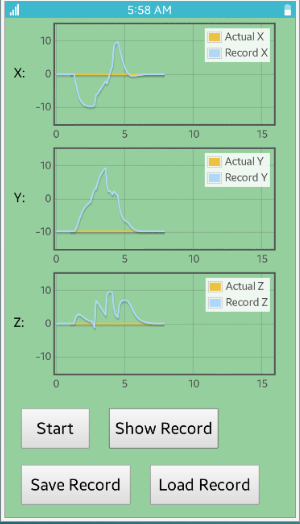 5:58 AM
Actual X
Record X
X:
10
0
-10
0 5 10 15
Actual Y
Record Y
Y:
10
0
-10
0 5 10 15
Actual Z
Record Z
Z:
10
0
-10
0 5 10 15
Start Show Record
Save Record Load Record